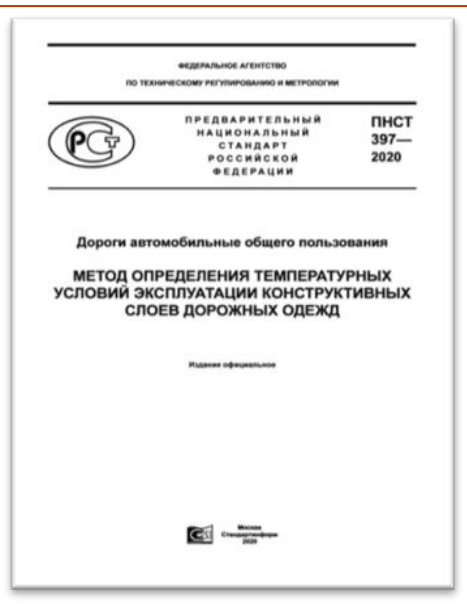 ФЕДЕРАЛЬНОЕ АГЕНТСТВО
ПО ТЕХНИЧЕСКОМУ РЕГУЛИРОВАНИЮ И МЕТРОЛОГИИ
ПРЕДВАРИТЕЛЬНЫЙ
НАЦИОНАЛЬНЫЙ
СТАНДАРТ
РОССИЙСКОЙ
ФЕДЕРАЦИИ
ПНСТ
397—
2020
Дороги автомобильные общего пользования
МЕТОД ОПРЕДЕЛЕНИЯ ТЕМПЕРАТУРНЫХ
УСЛОВИЙ ЭКСПЛУАТАЦИИ КОНСТРУКТИВНЫХ
СЛОЕВ ДОРОЖНЫХ ОДЕЖД
Издание официальное
Москва
Стандартинформ
2020